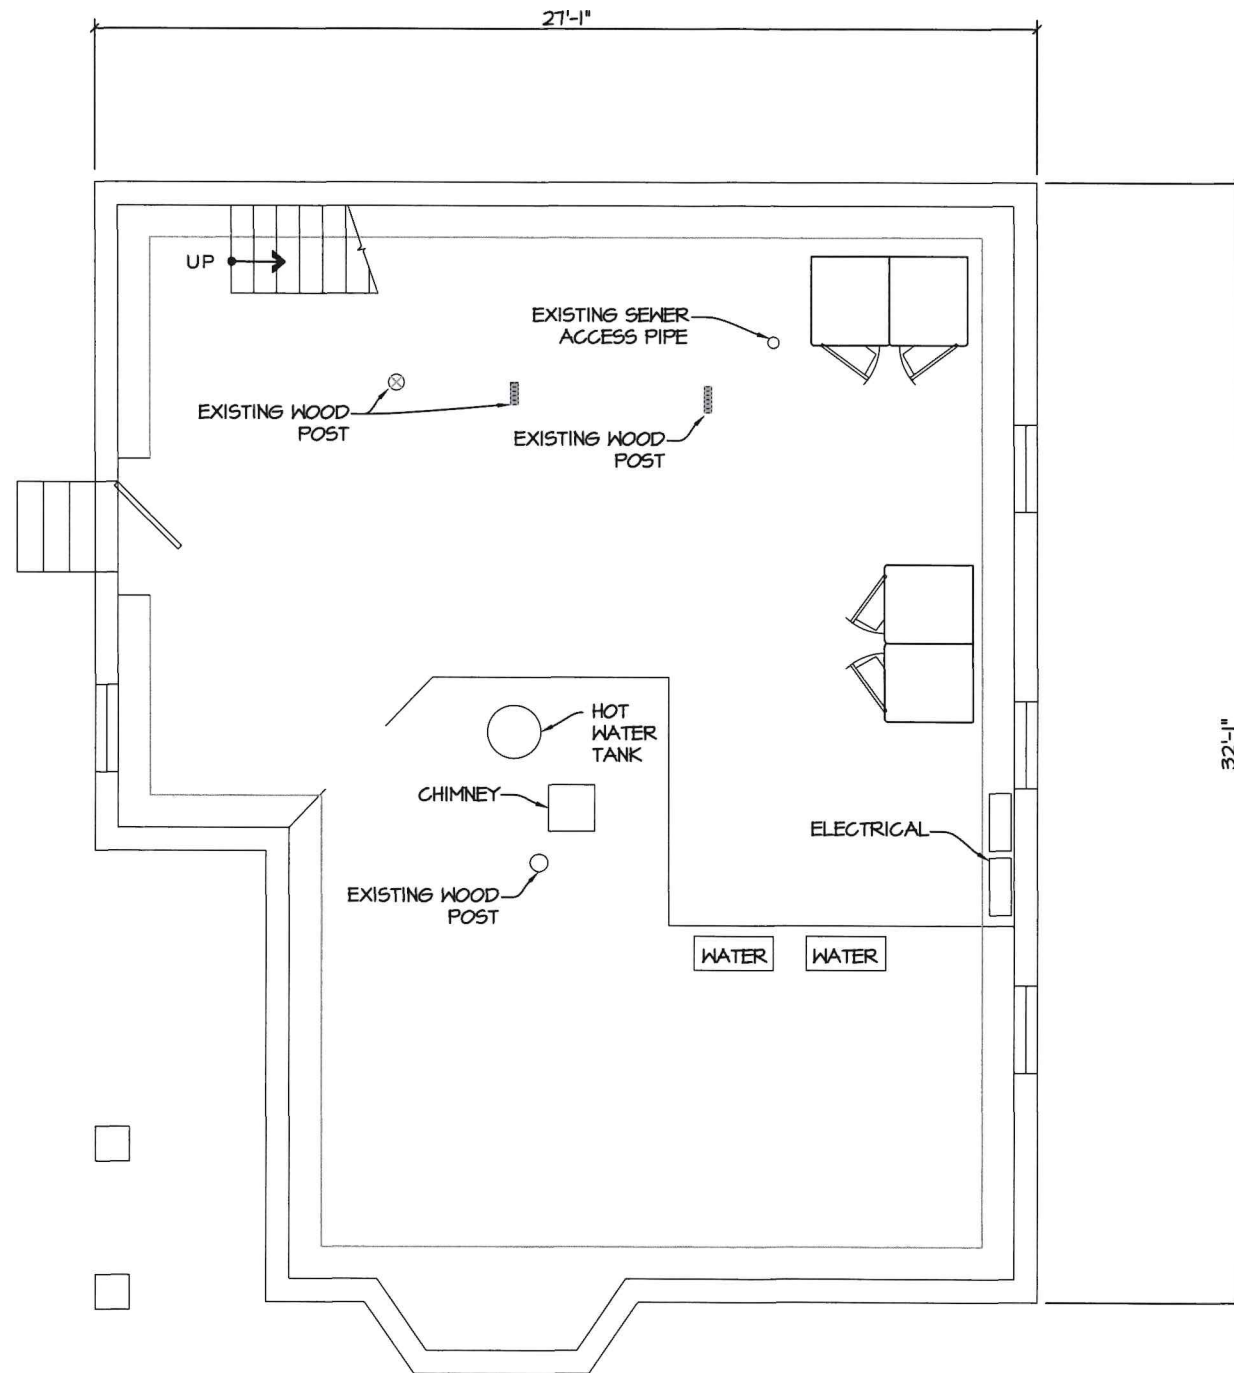 27'-1"
UP
EXISTING SEWER
ACCESS PIPE
EXISTING WOOD
POST
EXISTING WOOD
POST
32'-1"
HOT
WATER
TANK
CHIMNEY
ELECTRICAL
EXISTING WOOD
POST
WATER
WATER